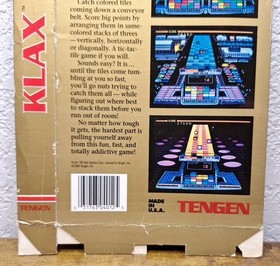 KLAX
TENGEN
Catch colored tiles
coming down a conveyor
belt. Score big points by
arranging them in same
colored stacks of three
—vertically, horizontally
or diagonally. A tic-tac-
tile game if you will.
Sounds easy? It is...
until the tiles come tumb-
ling at you so fast,
you'll go nuts trying to
catch them all — while
figuring out where best
to stack them before you
run out of room!
No matter how tough
it gets, the hardest part is
pulling yourself away
from this fun, fast, and
totally addictive game!
MADE
IN
U.S.A.
TENGEN